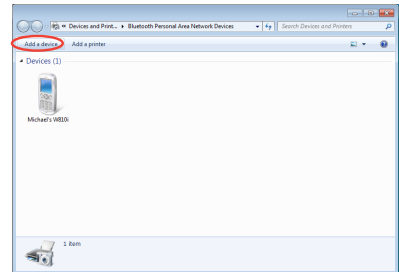 « Devices and Print... ▸ Bluetooth Personal Area Network Devices
Search Devices and Printers
Add a device
Add a printer
Devices (1)
Michael's W810i
1 item